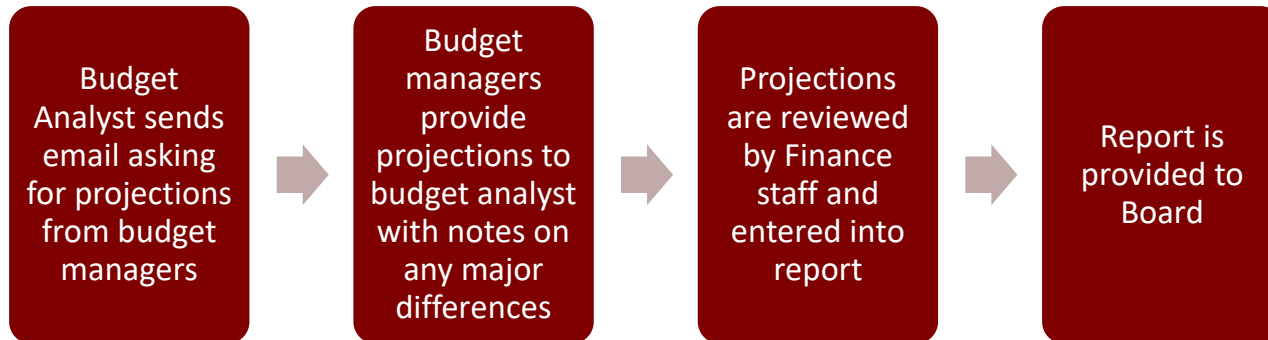 Budget
Analyst sends
email asking
for projections
from budget
managers
Budget
managers
provide
projections to
budget analyst
with notes on
any major
differences
Projections
are reviewed
by Finance
staff and
entered into
report
Report is
provided to
Board